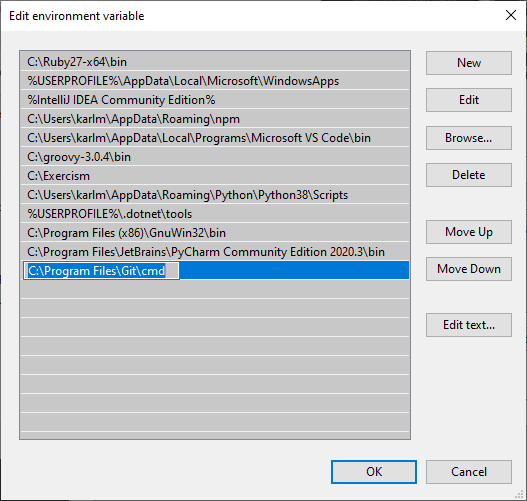 Edit environment variable
C:\Ruby27-x64\bin
%USERPROFILE%\AppData\Local\Microsoft\WindowsApps
%IntelliJ IDEA Community Edition%
C:\Users\karlm\AppData\Roaming\npm
C:\Users\karlm\AppData\Local\Programs\Microsoft VS Code\bin
C:\groovy-3.0.4\bin
C:\Exercism
C:\Users\karlm\AppData\Roaming\Python\Python38\Scripts
%USERPROFILE%\.dotnet\tools
C:\Program Files (x86)\GnuWin32\bin
C:\Program Files\JetBrains\PyCharm Community Edition 2020.3\bin
C:\Program Files\Git\cmd
New
Edit
Browse...
Delete
Move Up
Move Down
Edit text...
OK
Cancel